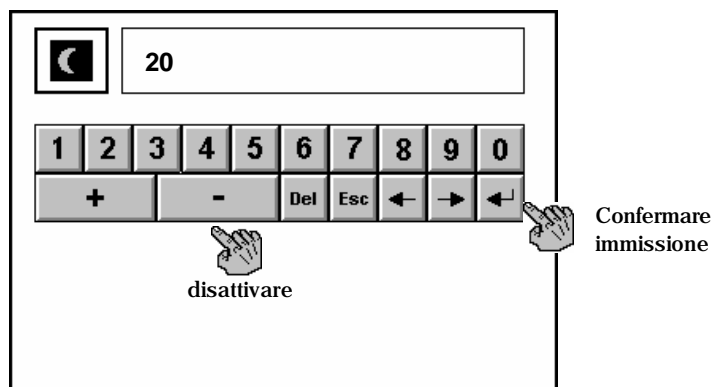 20
1 2 3 4 5 6 7 8 9 0
+ - Del Esc ← → ↵
Confermare
immissione
disattivare